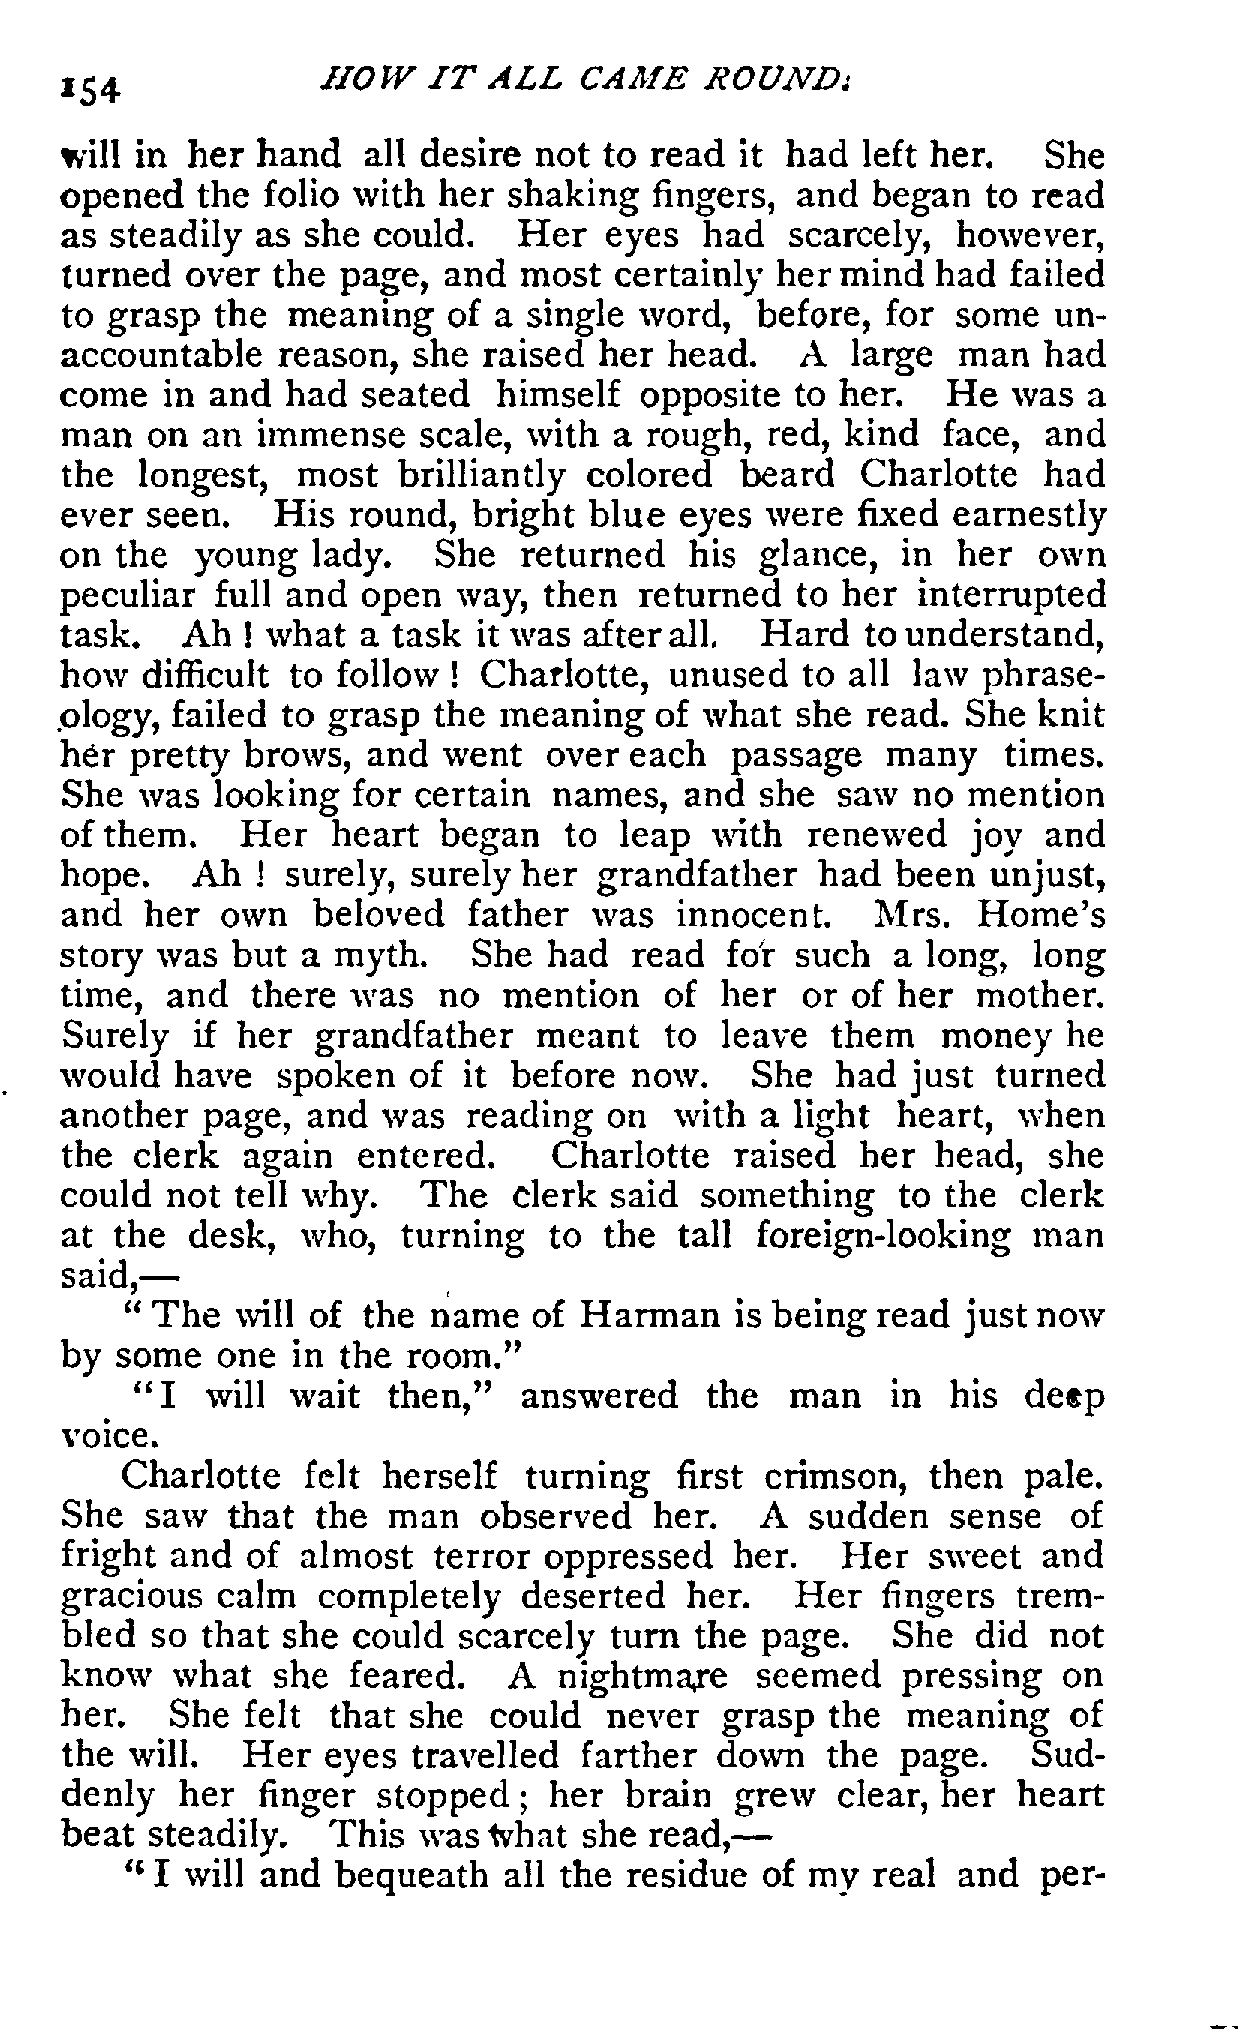 154 HOW IT ALL CAME ROUND.
will in her hand all desire not to read it had left her. She
opened the folio with her shaking fingers, and began to read
as steadily as she could. Her eyes had scarcely, however,
turned over the page, and most certainly her mind had failed
to grasp the meaning of a single word, before, for some un-
accountable reason, she raised her head. A large man had
come in and had seated himself opposite to her. He was a
man on an immense scale, with a rough, red, kind face, and
the longest, most brilliantly colored beard Charlotte had
ever seen. His round, bright blue eyes were fixed earnestly
on the young lady. She returned his glance, in her own
peculiar full and open way, then returned to her interrupted
task. Ah ! what a task it was after all. Hard to understand,
how difficult to follow ! Charlotte, unused to all law phrase-
ology, failed to grasp the meaning of what she read. She knit
her pretty brows, and went over each passage many times.
She was looking for certain names, and she saw no mention
of them. Her heart began to leap with renewed joy and
hope. Ah ! surely, surely her grandfather had been unjust,
and her own beloved father was innocent. Mrs. Home's
story was but a myth. She had read for such a long, long
time, and there was no mention of her or of her mother.
Surely if her grandfather meant to leave them money he
would have spoken of it before now. She had just turned
another page, and was reading on with a light heart, when
the clerk again entered. Charlotte raised her head, she
could not tell why. The clerk said something to the clerk
at the desk, who, turning to the tall foreign-looking man
said,—
"The will of the name of Harman is being read just now
by some one in the room."
"I will wait then," answered the man in his deep
voice.
Charlotte felt herself turning first crimson, then pale.
She saw that the man observed her. A sudden sense of
fright and of almost terror oppressed her. Her sweet and
gracious calm completely deserted her. Her fingers trem-
bled so that she could scarcely turn the page. She did not
know what she feared. A nightmare seemed pressing on
her. She felt that she could never grasp the meaning of
the will. Her eyes travelled farther down the page. Sud-
denly her finger stopped ; her brain grew clear, her heart
beat steadily. This was what she read,—
"I will and bequeath all the residue of my real and per-